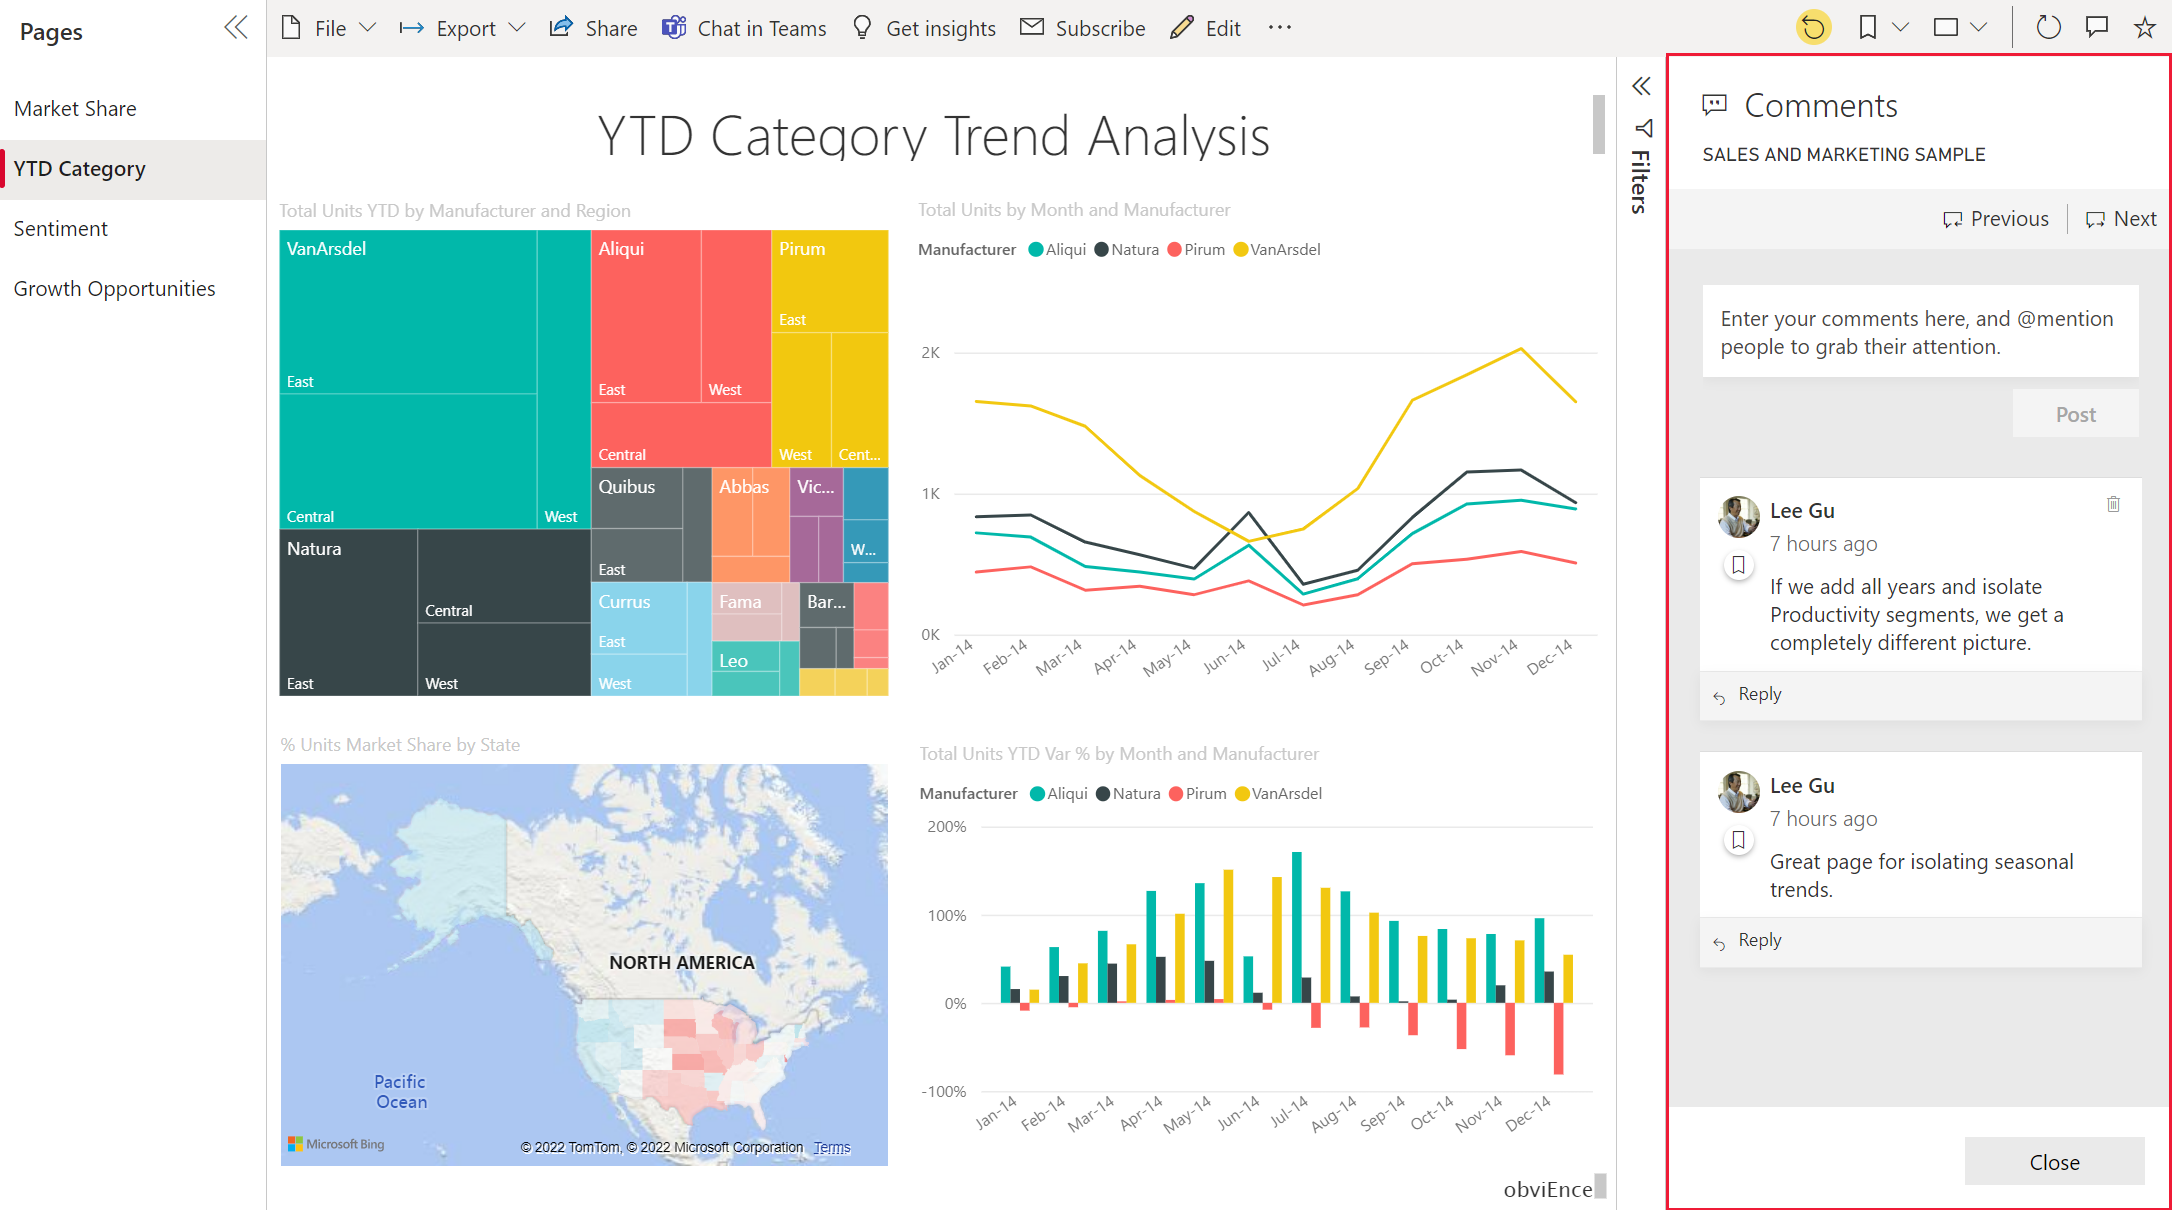 Pages
Market Share
YTD Category
Sentiment
Growth Opportunities
File
Export
Share
Chat in Teams
Get insights
Subscribe
Edit
YTD Category Trend Analysis
Total Units YTD by Manufacturer and Region
VanArsdel
East
Central
West
Natura
East
Central
West
Aliqui
East
West
Central
Pirum
East
West
Cent...
Quibus
East
Abbas
Vic...
W...
Currus
East
West
Fama
Bar...
Leo
Total Units by Month and Manufacturer
Manufacturer Aliqui Natura Pirum VanArsdel
2K
1K
0K
Jan-14 Feb-14 Mar-14 Apr-14 May-14 Jun-14 Jul-14 Aug-14 Sep-14 Oct-14 Nov-14 Dec-14
% Units Market Share by State
NORTH AMERICA
Pacific
Ocean
Microsoft Bing
© 2022 TomTom, © 2022 Microsoft Corporation Terms
Total Units YTD Var % by Month and Manufacturer
Manufacturer Aliqui Natura Pirum VanArsdel
200%
100%
0%
-100%
Jan-14 Feb-14 Mar-14 Apr-14 May-14 Jun-14 Jul-14 Aug-14 Sep-14 Oct-14 Nov-14 Dec-14
obviEnce
Filters
Comments
SALES AND MARKETING SAMPLE
Previous
Next
Enter your comments here, and @mention
people to grab their attention.
Post
Lee Gu
7 hours ago
If we add all years and isolate
Productivity segments, we get a
completely different picture.
Reply
Lee Gu
7 hours ago
Great page for isolating seasonal
trends.
Reply
Close